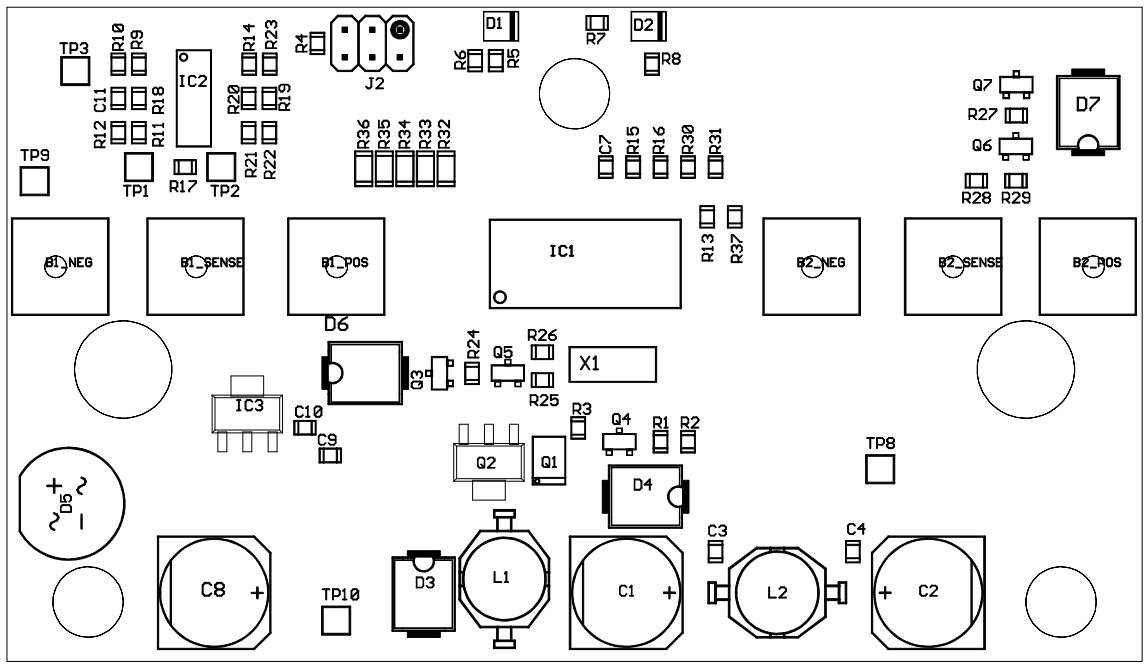 D1
D2
R10
R9
R14
R23
R4
R6
R5
R7
R8
TP3
IC2
J2
Q7
D7
C11
R18
R20
R19
R27
R12
R11
R21
R22
R36
R35
R34
R33
R32
C7
R15
R16
R30
R31
Q6
TP9
TP1
R17
TP2
R28
R29
R13
R37
IC1
B1_NEG
B1_SENSE
B1_POS
B2_NEG
B2_SENSE
B2_POS
D6
Q3
R24
Q5
R26
R25
X1
IC3
C10
C9
R3
Q4
R1
R2
Q2
Q1
TP8
D4
+ ~
D5
~ −
C3
C4
C8 +
D3
L1
C1 +
L2
+ C2
TP10